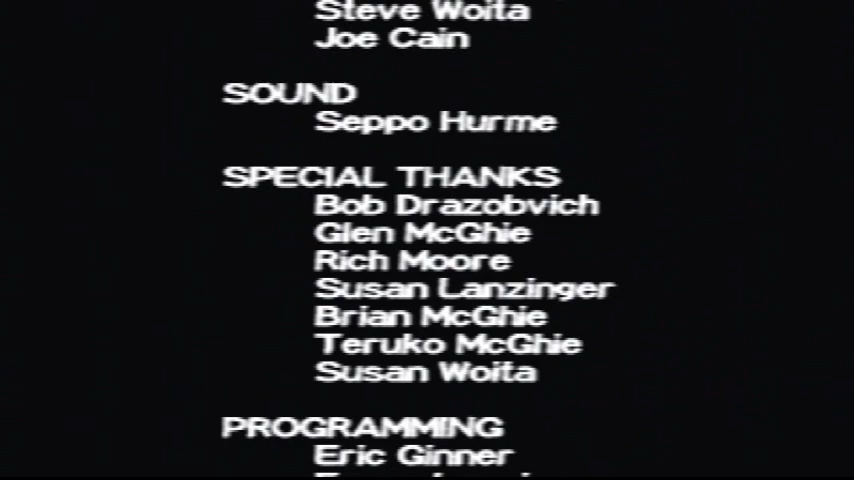 Steve Woita
Joe Cain
SOUND
Seppo Hurme
SPECIAL THANKS
Bob Drazobvich
Glen McGhie
Rich Moore
Susan Lanzinger
Brian McGhie
Teruko McGhie
Susan Woita
PROGRAMMING
Eric Ginner